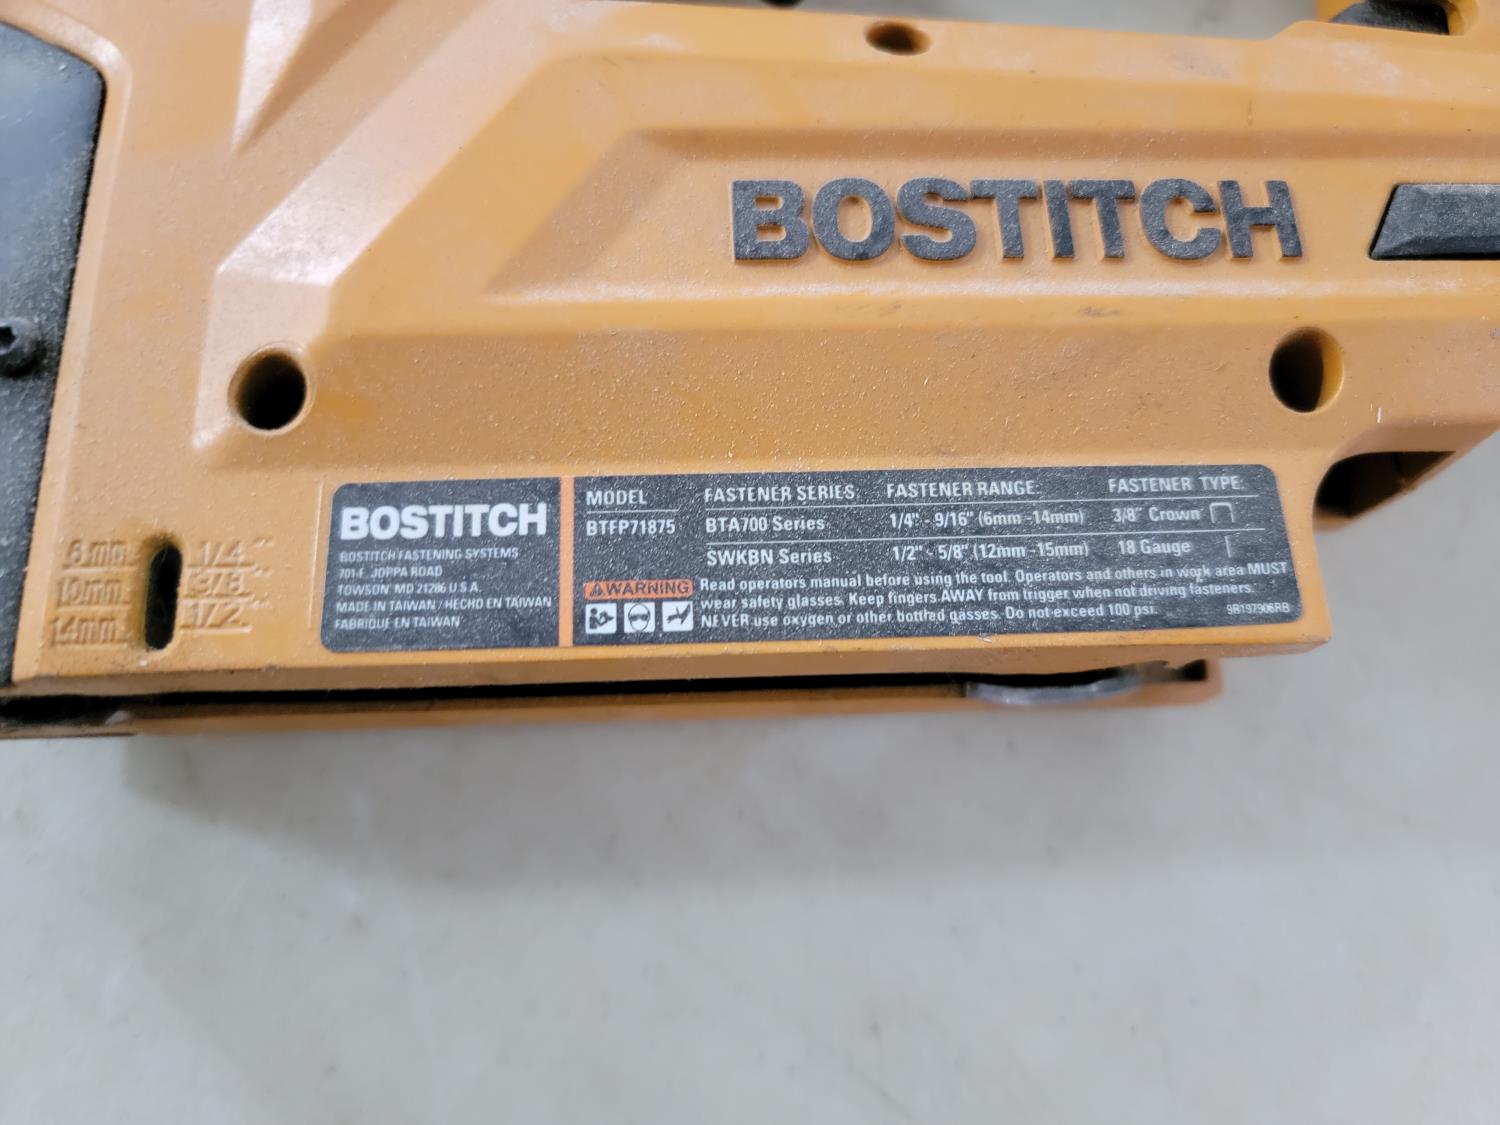 BOSTITCH
BOSTITCH
BOSTITCH FASTENING SYSTEMS
701 E. JOPPA ROAD
TOWSON MD 21286 U.S.A.
MADE IN TAIWAN / HECHO EN TAIWAN
FABRIQUE EN TAIWAN
MODEL FASTENER SERIES: FASTENER RANGE: FASTENER TYPE:
BTFP71875 BTA700 Series 1/4" - 9/16" (6mm -14mm) 3/8" Crown
SWKBN Series 1/2" - 5/8" (12mm -15mm) 18 Gauge
WARNING Read operators manual before using the tool. Operators and others in work area MUST
wear safety glasses. Keep fingers AWAY from trigger when not driving fasteners.
NEVER use oxygen or other bottled gasses. Do not exceed 100 psi. 9R197906RB
6mm 1/4"
10mm 3/8"
14mm 1/2"